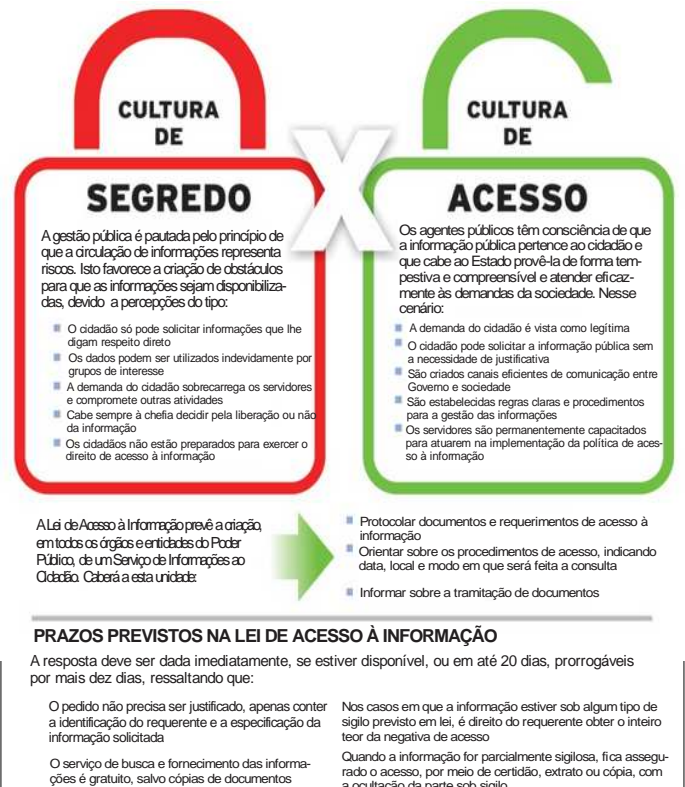 CULTURA
DE
SEGREDO
A gestão pública é pautada pelo princípio de
que a circulação de informações representa
riscos. Isto favorece a criação de obstáculos
para que as informações sejam disponibiliza-
das, devido a percepções do tipo:
O cidadão só pode solicitar informações que lhe
digam respeito direto
Os dados podem ser utilizados indevidamente por
grupos de interesse
A demanda do cidadão sobrecarrega os servidores
e compromete outras atividades
Cabe sempre à chefia decidir pela liberação ou não
da informação
Os cidadãos não estão preparados para exercer o
direito de acesso à informação
X
CULTURA
DE
ACESSO
Os agentes públicos têm consciência de que
a informação pública pertence ao cidadão e
que cabe ao Estado provê-la de forma tem-
pestiva e compreensível e atender eficaz-
mente às demandas da sociedade. Nesse
cenário:
A demanda do cidadão é vista como legítima
O cidadão pode solicitar a informação pública sem
a necessidade de justificativa
São criados canais eficientes de comunicação entre
Governo e sociedade
São estabelecidas regras claras e procedimentos
para a gestão das informações
Os servidores são permanentemente capacitados
para atuarem na implementação da política de aces-
so à informação
A Lei de Acesso à Informação prevê a criação,
em todos os órgãos e entidades do Poder
Público, de um Serviço de Informações ao
Cidadão. Caberá a esta unidade:
Protocolar documentos e requerimentos de acesso à
informação
Orientar sobre os procedimentos de acesso, indicando
data, local e modo em que será feita a consulta
Informar sobre a tramitação de documentos
PRAZOS PREVISTOS NA LEI DE ACESSO À INFORMAÇÃO
A resposta deve ser dada imediatamente, se estiver disponível, ou em até 20 dias, prorrogáveis
por mais dez dias, ressaltando que:
O pedido não precisa ser justificado, apenas conter
a identificação do requerente e a especificação da
informação solicitada
O serviço de busca e fornecimento das informa-
ções é gratuito, salvo cópias de documentos
Nos casos em que a informação estiver sob algum tipo de
sigilo previsto em lei, é direito do requerente obter o inteiro
teor da negativa de acesso
Quando a informação for parcialmente sigilosa, fica assegu-
rado o acesso, por meio de certidão, extrato ou cópia, com
a ocultação da parte sob sigilo